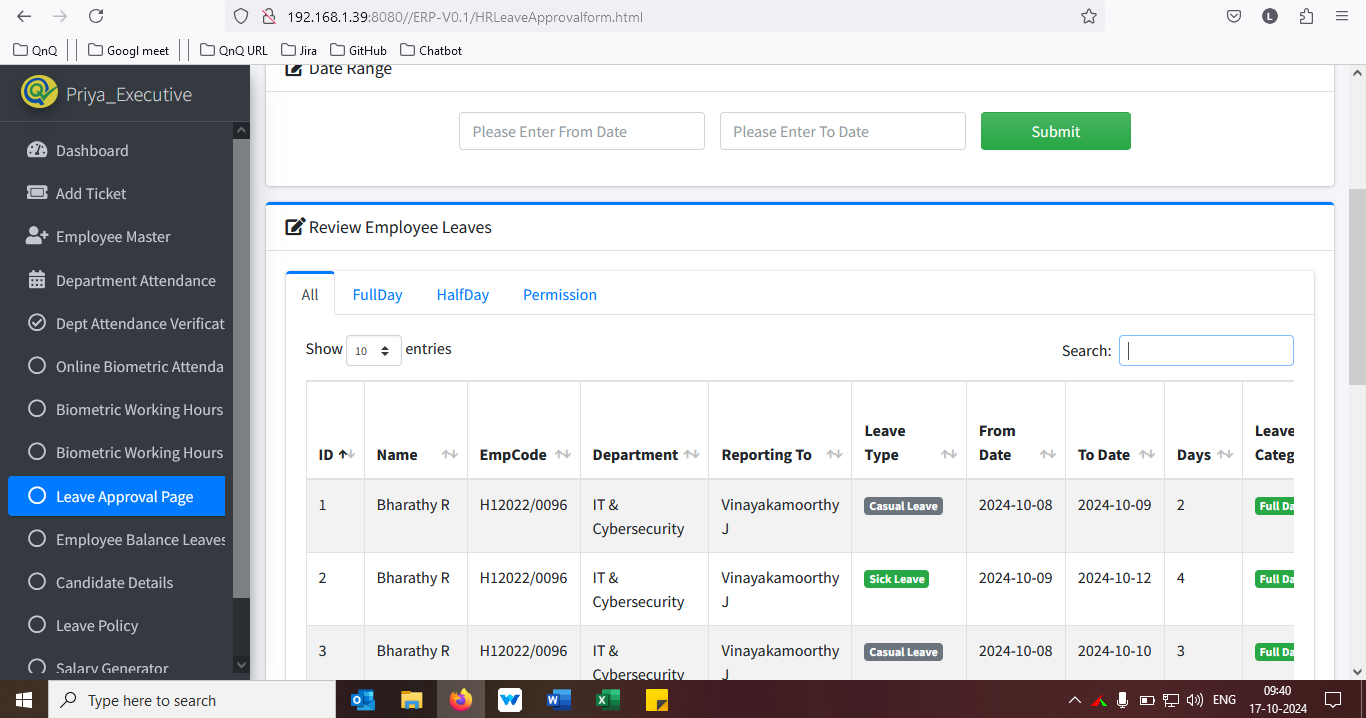 192.168.1.39:8080//ERP-V0.1/HRLeaveApprovalform.html
L
QnQ Googl meet QnQ URL Jira GitHub Chatbot
Priya_Executive
Dashboard
Add Ticket
Employee Master
Department Attendance
Dept Attendance Verificat
Online Biometric Attenda
Biometric Working Hours
Biometric Working Hours
Leave Approval Page
Employee Balance Leaves
Candidate Details
Leave Policy
Salary Generator
Date Range
Please Enter From Date Please Enter To Date Submit
Review Employee Leaves
All FullDay HalfDay Permission
Show 10 entries Search:
ID Name EmpCode Department Reporting To Leave Type From Date To Date Days Leave Categ
1 Bharathy R H12022/0096 IT & Cybersecurity Vinayakamoorthy J Casual Leave 2024-10-08 2024-10-09 2 Full Da
2 Bharathy R H12022/0096 IT & Cybersecurity Vinayakamoorthy J Sick Leave 2024-10-09 2024-10-12 4 Full Da
3 Bharathy R H12022/0096 IT & Cybersecurity Vinayakamoorthy J Casual Leave 2024-10-08 2024-10-10 3 Full Da
Type here to search
ENG
09:40
17-10-2024